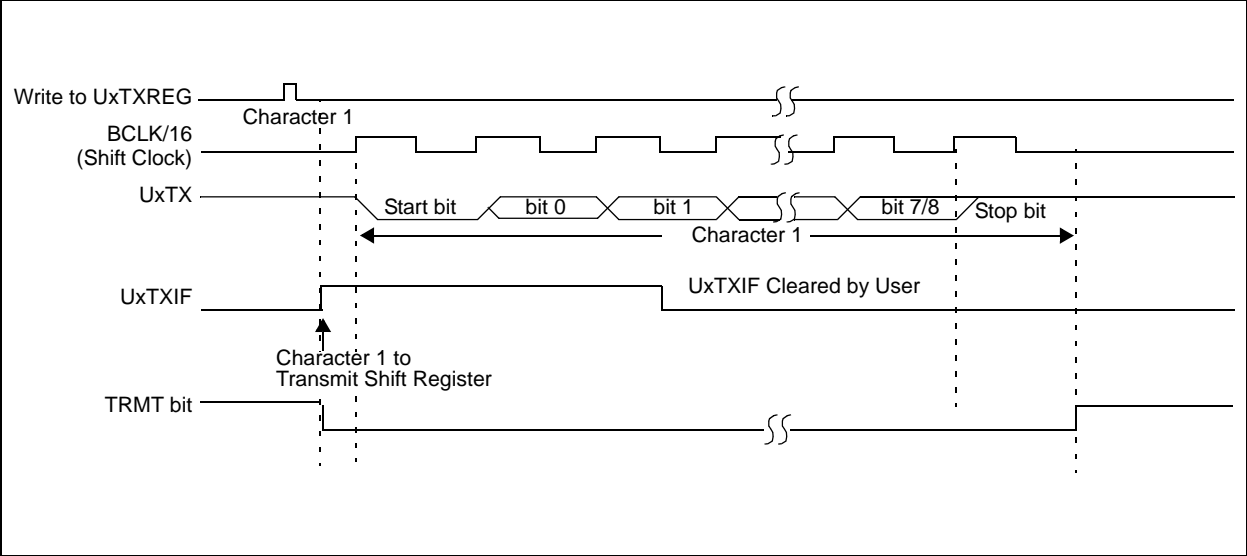 Write to UxTXREG
Character 1
BCLK/16
(Shift Clock)
UxTX
Start bit
bit 0
bit 1
bit 7/8
Stop bit
Character 1
UxTXIF
UxTXIF Cleared by User
Character 1 to
Transmit Shift Register
TRMT bit